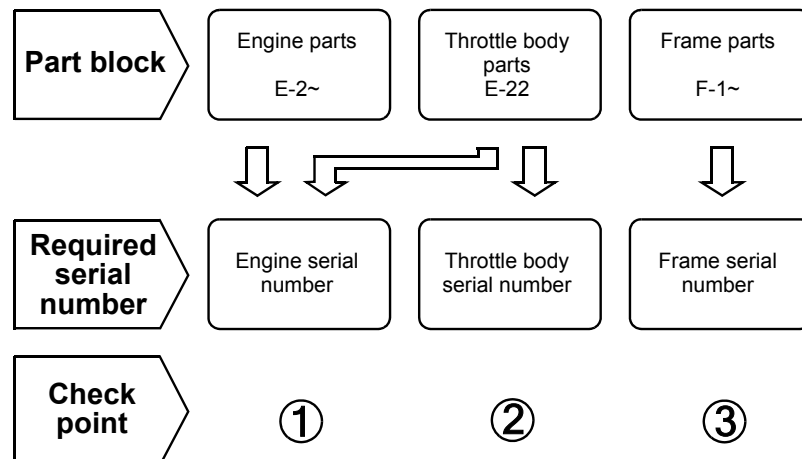 Part block
Engine parts
E-2~
Throttle body
parts
E-22
Frame parts
F-1~
Required
serial
number
Engine serial
number
Throttle body
serial number
Frame serial
number
Check
point
①
②
③